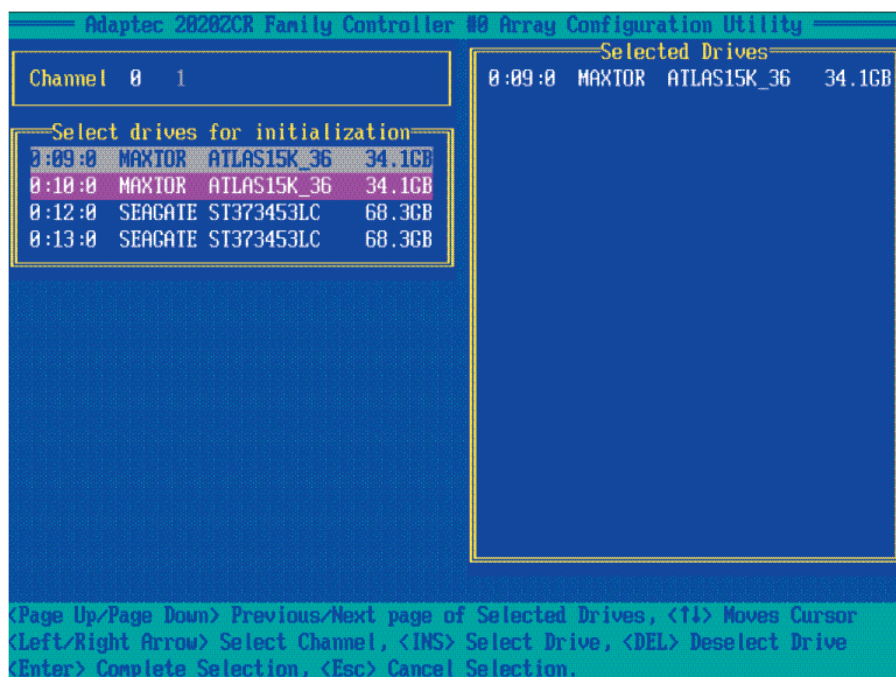 Adaptec 2020ZCR Family Controller #0 Array Configuration Utility
Channel 0 1
Select drives for initialization
0:09:0 MAXTOR ATLAS15K_36 34.1GB
0:10:0 MAXTOR ATLAS15K_36 34.1GB
0:12:0 SEAGATE ST373453LC 68.3GB
0:13:0 SEAGATE ST373453LC 68.3GB
Selected Drives
0:09:0 MAXTOR ATLAS15K_36 34.1GB
<Page Up/Page Down> Previous/Next page of Selected Drives, <↑↓> Moves Cursor
<Left/Right Arrow> Select Channel, <INS> Select Drive, <DEL> Deselect Drive
<Enter> Complete Selection, <Esc> Cancel Selection.